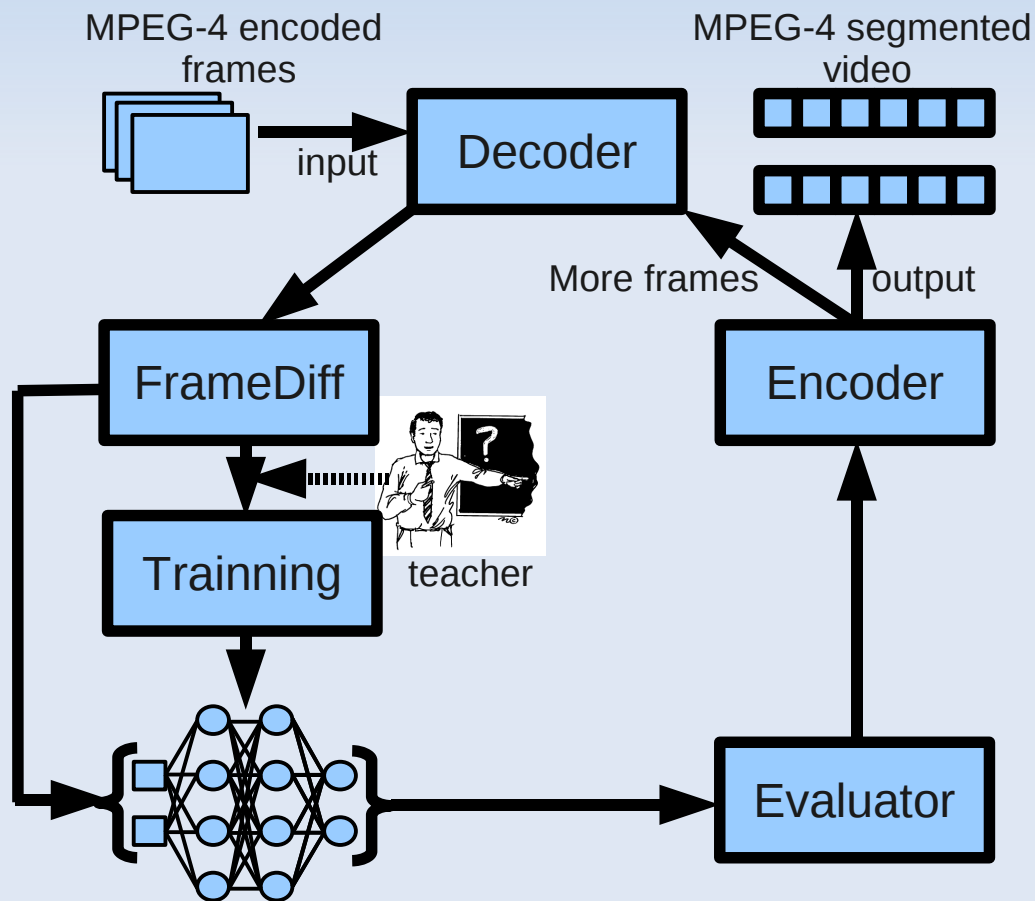 MPEG-4 encoded
frames
MPEG-4 segmented
video
input
Decoder
More frames
output
FrameDiff
Encoder
?
Trainning
teacher
Evaluator